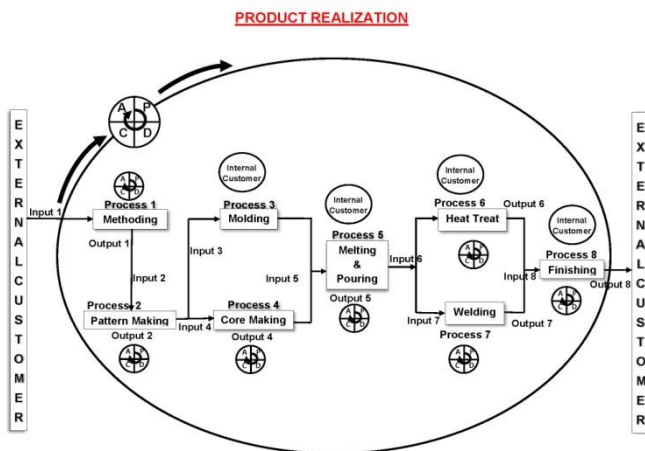 PRODUCT REALIZATION
EXTERNAL CUSTOMER
A P
C D
Input 1
A P
C D
Process 1
Methoding
Output 1
Input 2
Process 2
Pattern Making
Output 2
A P
C D
Internal
Customer
Process 3
Molding
Input 3
Input 4
Process 4
Core Making
Output 4
A P
C D
Input 5
Internal
Customer
Process 5
Melting
&
Pouring
Output 5
A P
C D
Input 6
Internal
Customer
Process 6
Heat Treat
Output 6
A P
C D
Input 7
Welding
Output 7
Process 7
A P
C D
Input 8
Internal
Customer
Process 8
Finishing
Output 8
A P
C D
EXTERNAL CUSTOMER